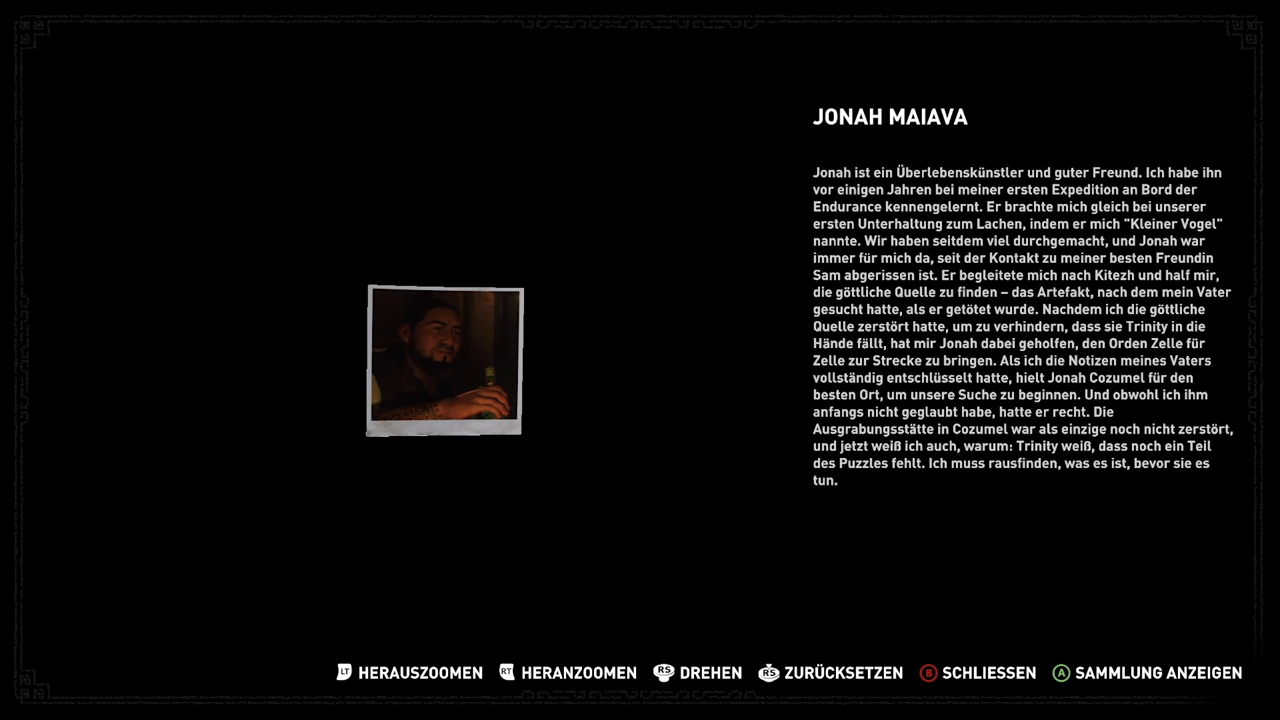 JONAH MAIAVA
Jonah ist ein Überlebenskünstler und guter Freund. Ich habe ihn
vor einigen Jahren bei meiner ersten Expedition an Bord der
Endurance kennengelernt. Er brachte mich gleich bei unserer
ersten Unterhaltung zum Lachen, indem er mich "Kleiner Vogel"
nannte. Wir haben seitdem viel durchgemacht, und Jonah war
immer für mich da, seit der Kontakt zu meiner besten Freundin
Sam abgerissen ist. Er begleitete mich nach Kitezh und half mir,
die göttliche Quelle zu finden – das Artefakt, nach dem mein Vater
gesucht hatte, als er getötet wurde. Nachdem ich die göttliche
Quelle zerstört hatte, um zu verhindern, dass sie Trinity in die
Hände fällt, hat mir Jonah dabei geholfen, den Orden Zelle für
Zelle zur Strecke zu bringen. Als ich die Notizen meines Vaters
vollständig entschlüsselt hatte, hielt Jonah Cozumel für den
besten Ort, um unsere Suche zu beginnen. Und obwohl ich ihm
anfangs nicht geglaubt habe, hatte er recht. Die
Ausgrabungsstätte in Cozumel war als einzige noch nicht zerstört,
und jetzt weiß ich auch, warum: Trinity weiß, dass noch ein Teil
des Puzzles fehlt. Ich muss rausfinden, was es ist, bevor sie es
tun.
LT HERAUSZOOMEN RT HERANZOOMEN RS DREHEN RS ZURÜCKSETZEN B SCHLIESSEN A SAMMLUNG ANZEIGEN